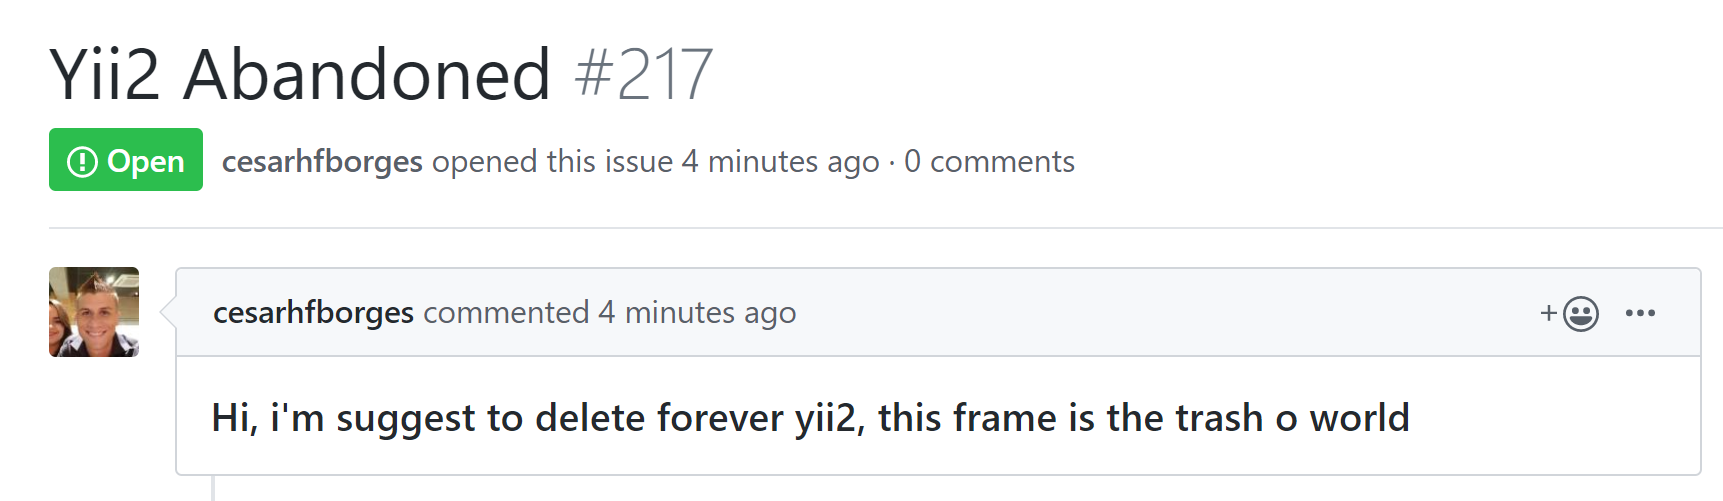 Yii2 Abandoned #217
Open cesarhfborges opened this issue 4 minutes ago · 0 comments
cesarhfborges commented 4 minutes ago
Hi, i'm suggest to delete forever yii2, this frame is the trash o world